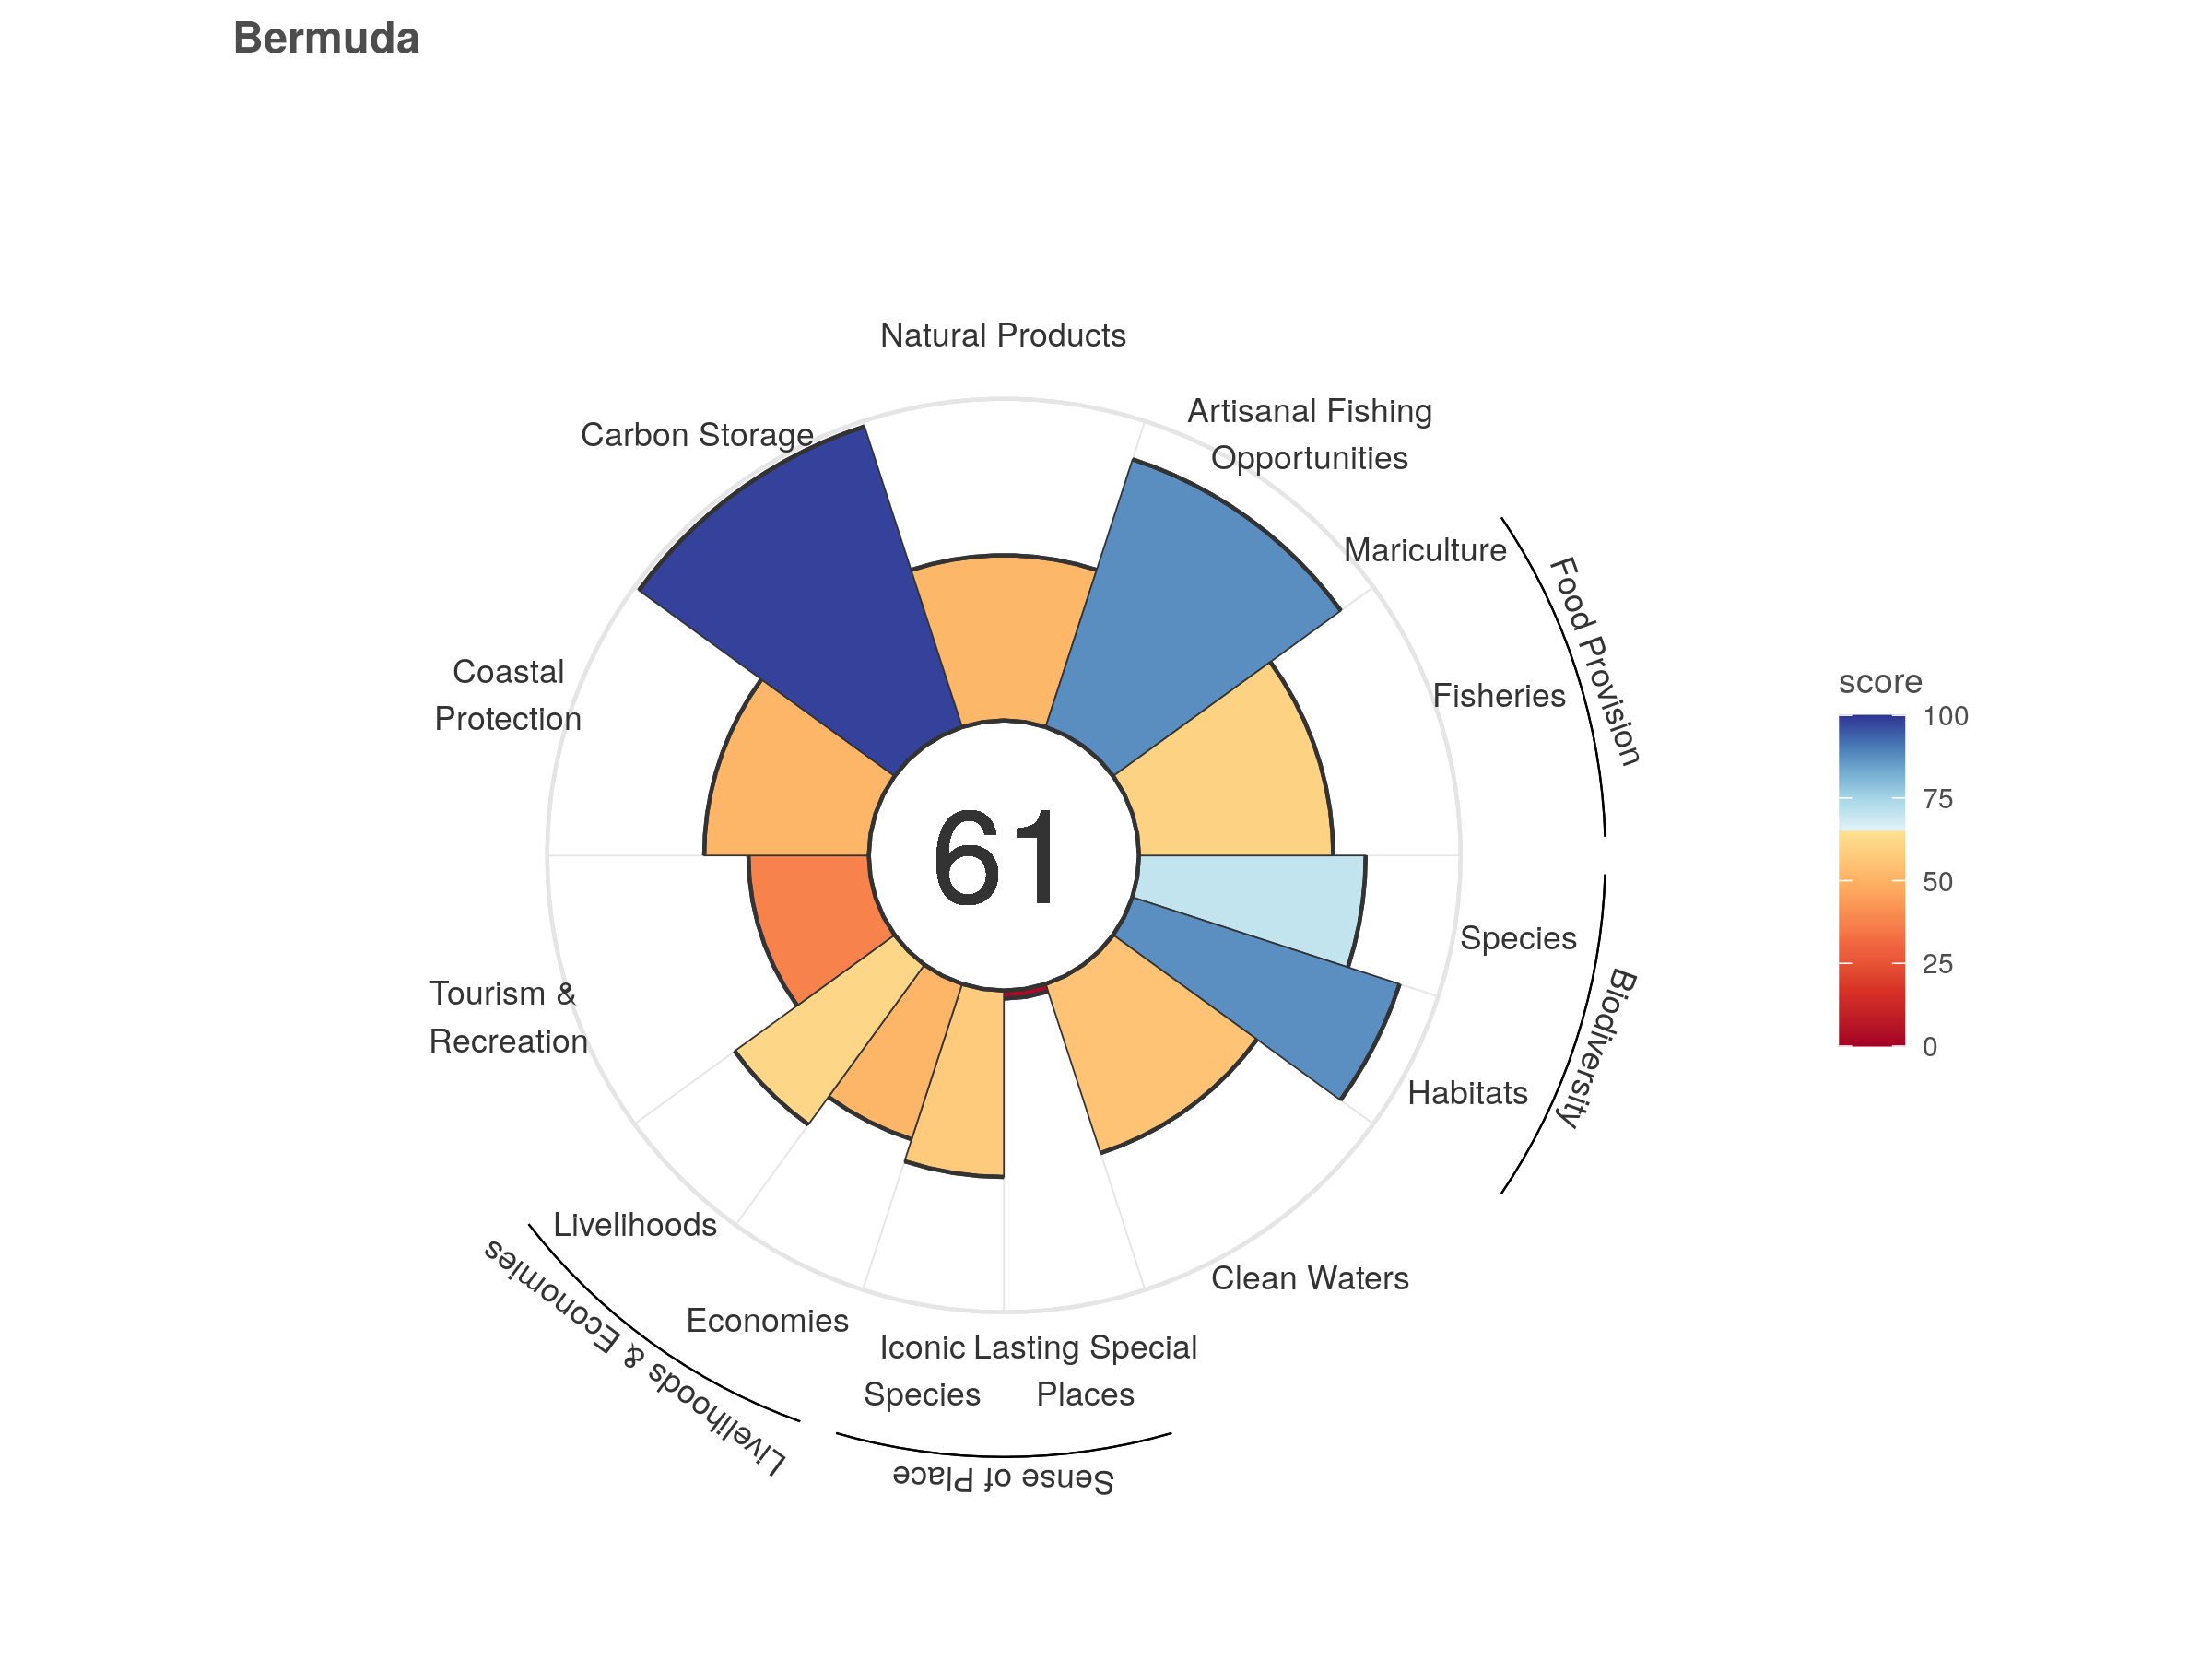 Bermuda
Natural Products
Artisanal Fishing
Opportunities
Carbon Storage
Mariculture
Food Provision
Coastal
Protection
Fisheries
score
100
75
50
25
0
61
Species
Biodiversity
Tourism &
Recreation
Habitats
Livelihoods
Clean Waters
Livelihoods & Economies
Economies
Iconic
Species
Lasting Special
Places
Sense of Place